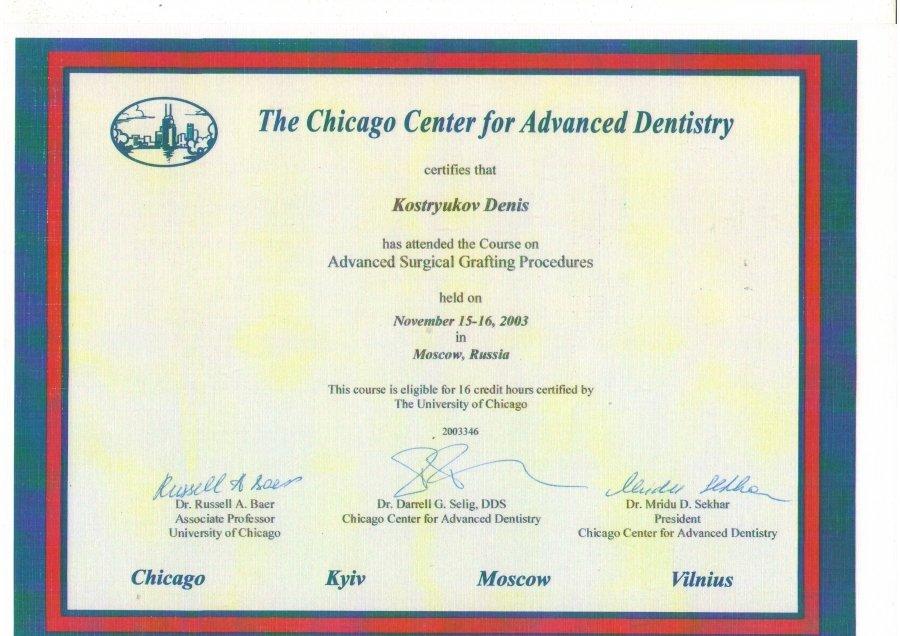 The Chicago Center for Advanced Dentistry
certifies that
Kostryukov Denis
has attended the Course on
Advanced Surgical Grafting Procedures
held on
November 15-16, 2003
in
Moscow, Russia
This course is eligible for 16 credit hours certified by
The University of Chicago
2003346
Russell A Baer
Dr. Russell A. Baer
Associate Professor
University of Chicago
Dr. Darrell G. Selig, DDS
Chicago Center for Advanced Dentistry
Dr. Mridu D. Sekhar
President
Chicago Center for Advanced Dentistry
Chicago Kyiv Moscow Vilnius